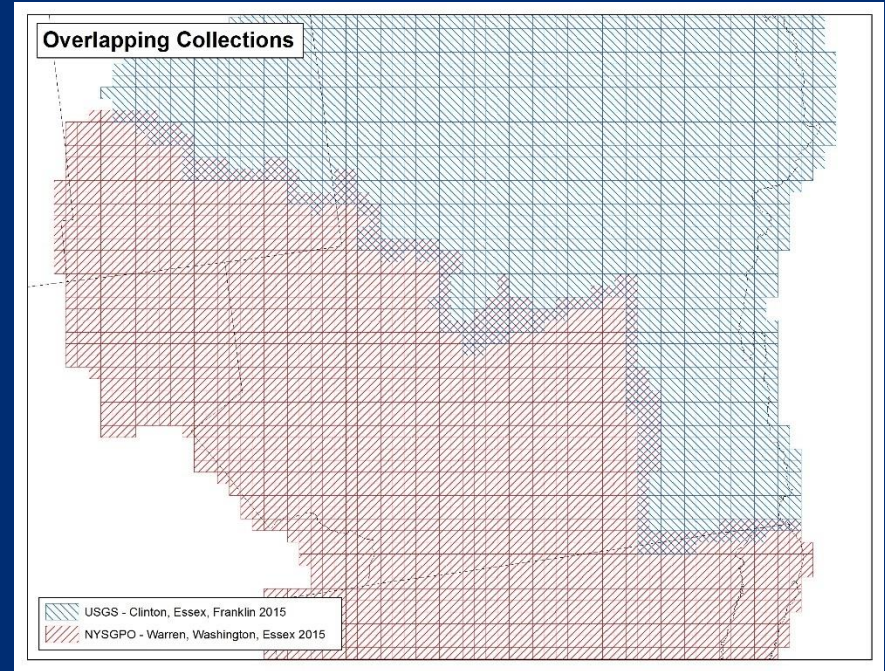 Overlapping Collections
USGS - Clinton, Essex, Franklin 2015
NYSGPO - Warren, Washington, Essex 2015